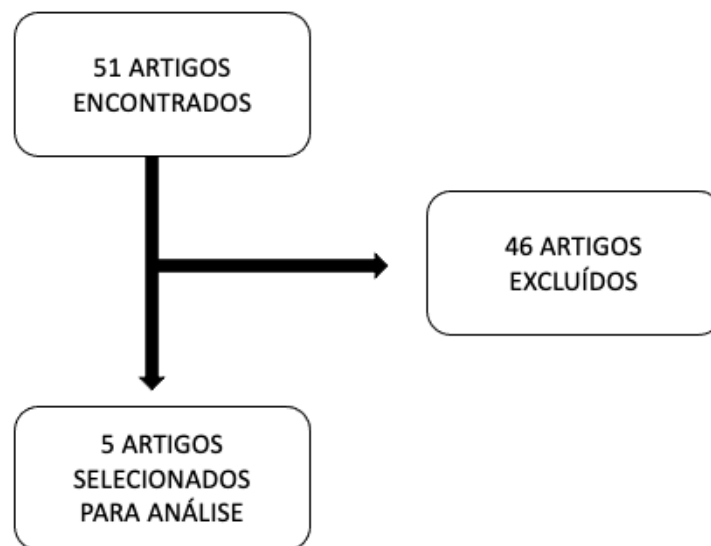 51 ARTIGOS
ENCONTRADOS
46 ARTIGOS
EXCLUÍDOS
5 ARTIGOS
SELECIONADOS
PARA ANÁLISE